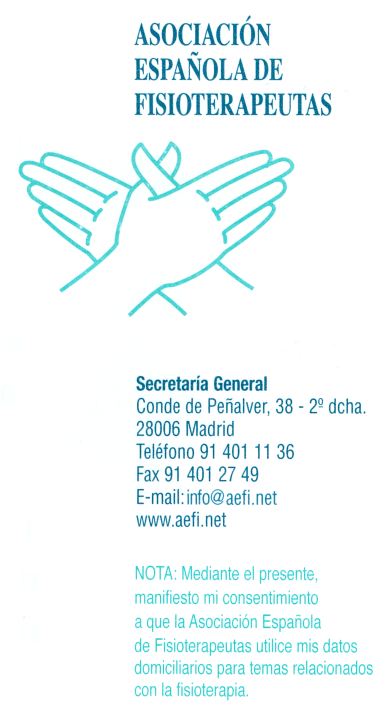 ASOCIACIÓN
ESPAÑOLA DE
FISIOTERAPEUTAS
Secretaría General
Conde de Peñalver, 38 - 2º dcha.
28006 Madrid
Teléfono 91 401 11 36
Fax 91 401 27 49
E-mail: info@aefi.net
www.aefi.net
NOTA: Mediante el presente,
manifiesto mi consentimiento
a que la Asociación Española
de Fisioterapeutas utilice mis datos
domiciliarios para temas relacionados
con la fisioterapia.